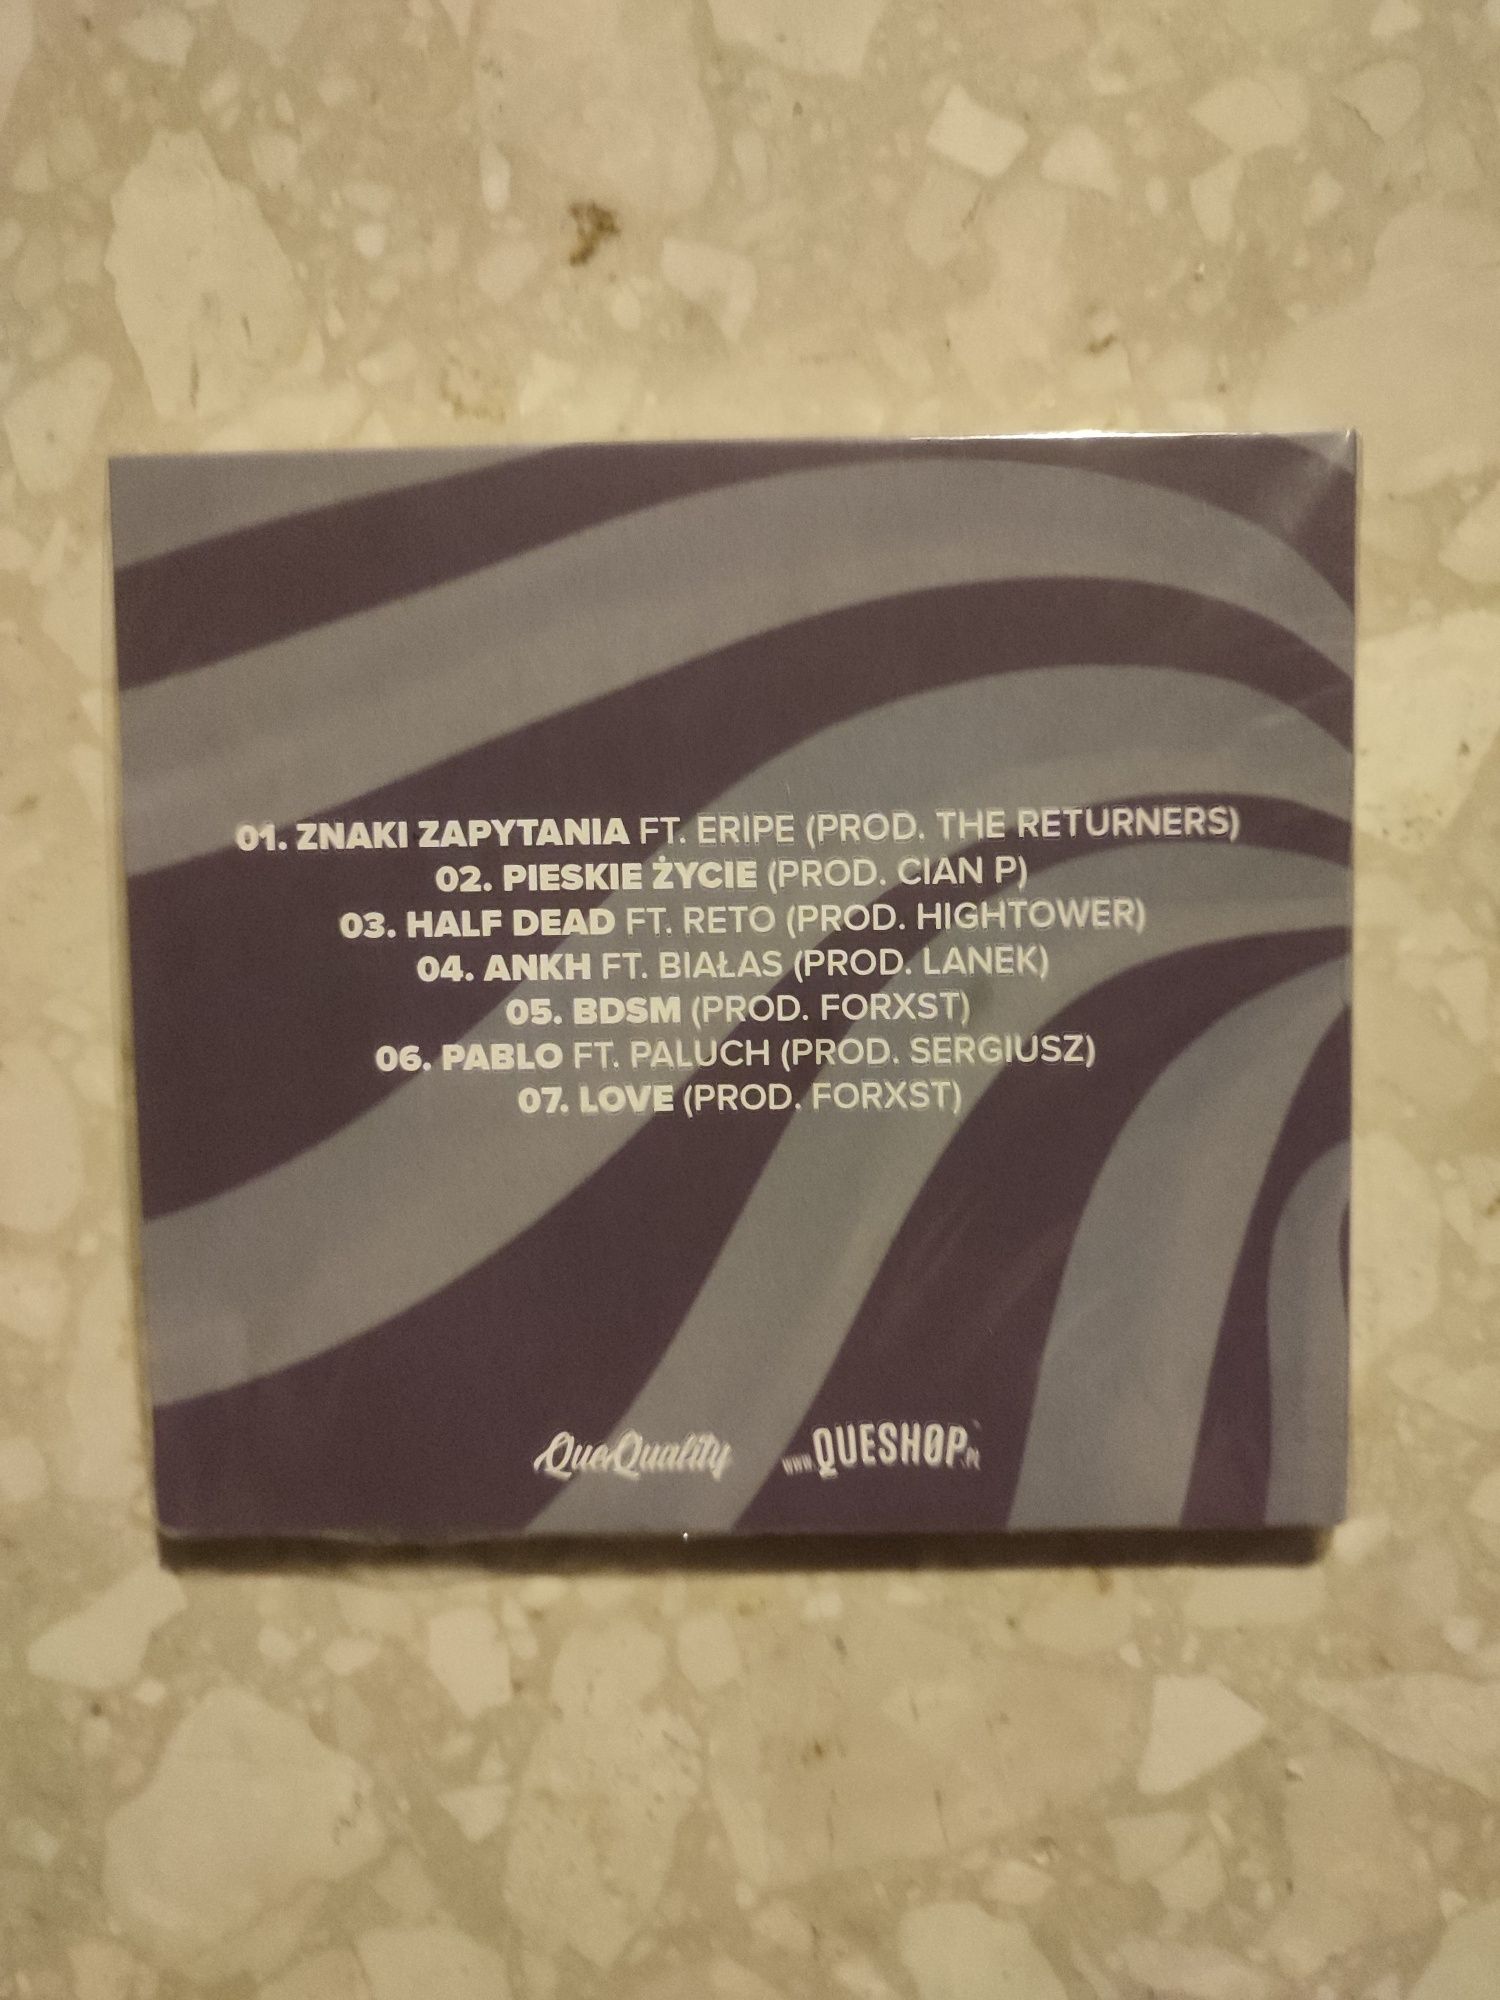 01. ZNAKI ZAPYTANIA FT. ERIPE (PROD. THE RETURNERS)
02. PIESKIE ŻYCIE (PROD. CIAN P)
03. HALF DEAD FT. RETO (PROD. HIGHTOWER)
04. ANKH FT. BIAŁAS (PROD. LANEK)
05. BDSM (PROD. FORXST)
06. PABLO FT. PALUCH (PROD. SERGIUSZ)
07. LOVE (PROD. FORXST)
QueQuality www.QUESHOP.PL